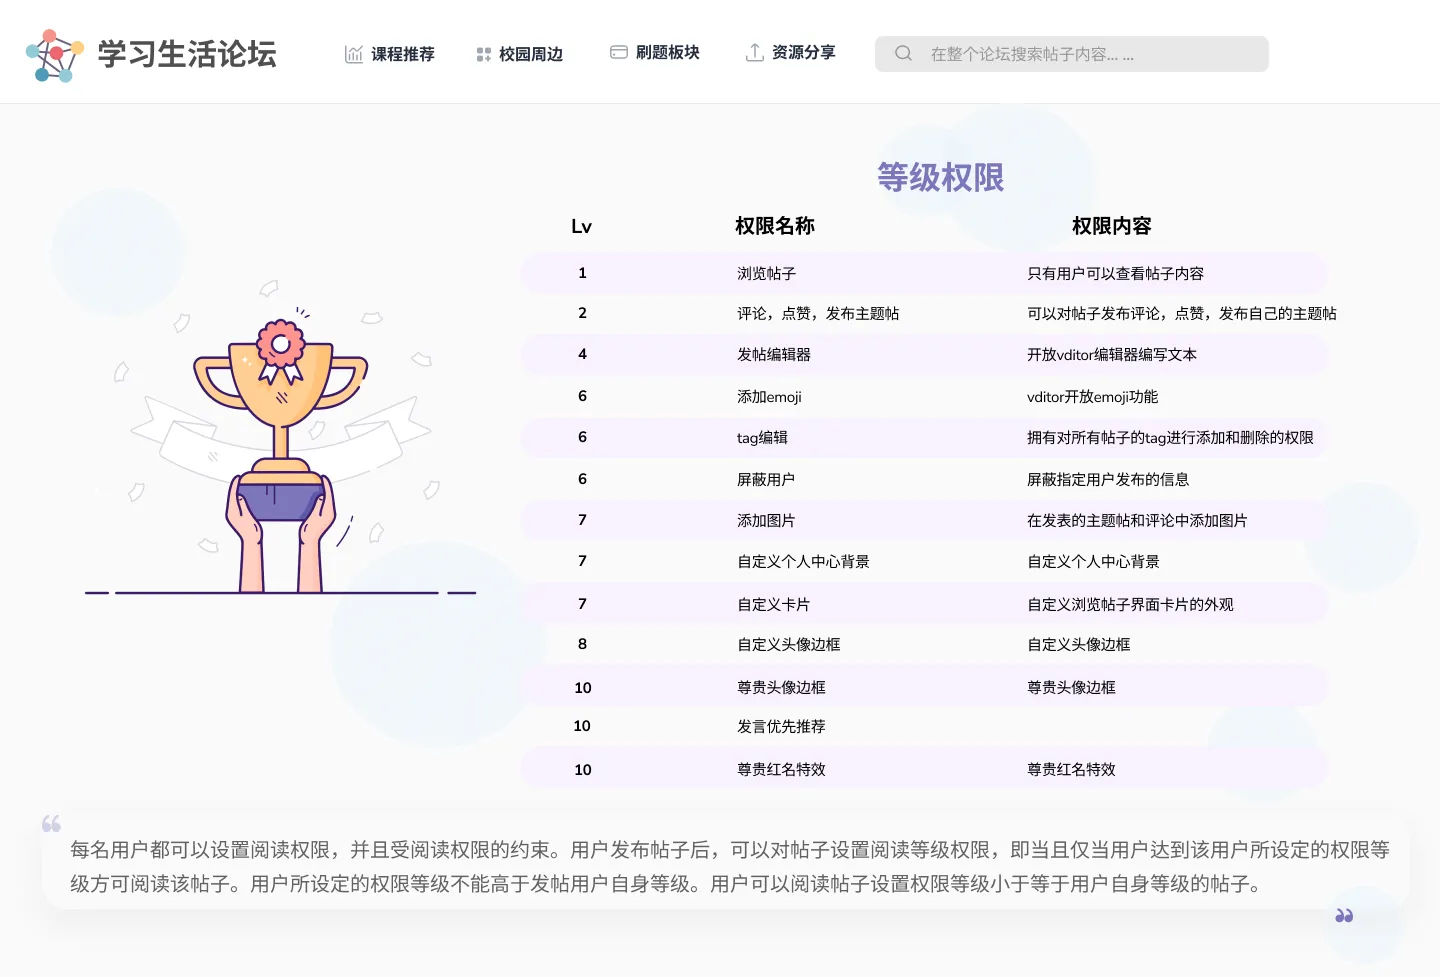 学习生活论坛
课程推荐 校园周边 刷题板块 资源分享 在整个论坛搜索帖子内容... ...
等级权限
Lv 权限名称 权限内容
1 浏览帖子 只有用户可以查看帖子内容
2 评论，点赞，发布主题帖 可以对帖子发布评论，点赞，发布自己的主题帖
4 发帖编辑器 开放vditor编辑器编写文本
6 添加emoji vditor开放emoji功能
6 tag编辑 拥有对所有帖子的tag进行添加和删除的权限
6 屏蔽用户 屏蔽指定用户发布的信息
7 添加图片 在发表的主题帖和评论中添加图片
7 自定义个人中心背景 自定义个人中心背景
7 自定义卡片 自定义浏览帖子界面卡片的外观
8 自定义头像边框 自定义头像边框
10 尊贵头像边框 尊贵头像边框
10 发言优先推荐
10 尊贵红名特效 尊贵红名特效
“
每名用户都可以设置阅读权限，并且受阅读权限的约束。用户发布帖子后，可以对帖子设置阅读等级权限，即当且仅当用户达到该用户所设定的权限等
级方可阅读该帖子。用户所设定的权限等级不能高于发帖用户自身等级。用户可以阅读帖子设置权限等级小于等于用户自身等级的帖子。
”